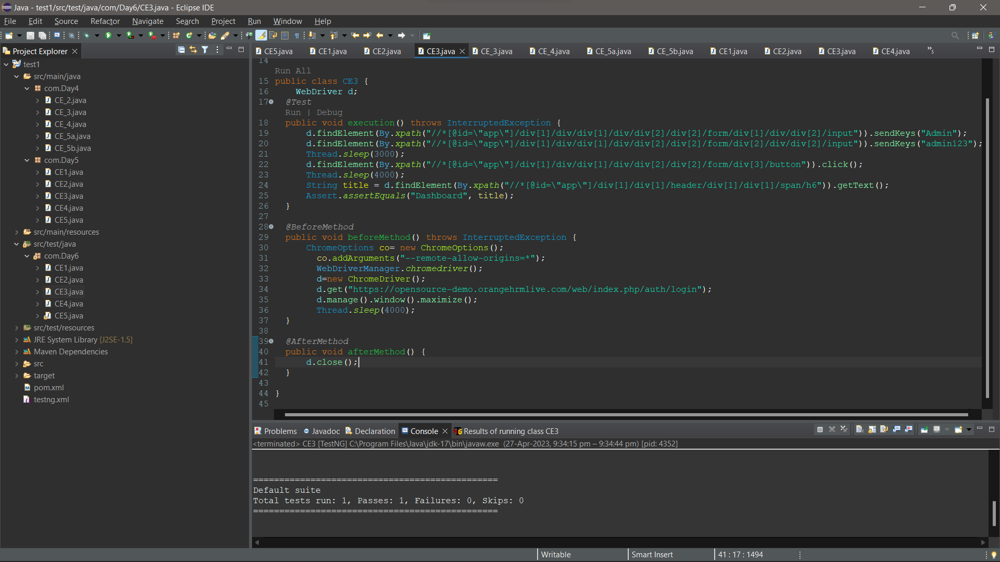 Java - test1/src/test/java/com/Day6/CE3.java - Eclipse IDE
File Edit Source Refactor Navigate Search Project Run Window Help
Project Explorer
test1
src/main/java
com.Day4
CE_2.java
CE_3.java
CE_4.java
CE_5a.java
CE_5b.java
com.Day5
CE1.java
CE2.java
CE3.java
CE4.java
CE5.java
src/main/resources
src/test/java
com.Day6
CE1.java
CE2.java
CE3.java
CE4.java
CE5.java
src/test/resources
JRE System Library [J2SE-1.5]
Maven Dependencies
src
target
pom.xml
testng.xml
CE5.java CE1.java CE2.java CE3.java CE_3.java CE_4.java CE_5a.java CE_5b.java CE1.java CE2.java CE3.java CE4.java »5
14
Run All
15 public class CE3 {
16 WebDriver d;
17 @Test
Run | Debug
18 public void execution() throws InterruptedException {
19 d.findElement(By.xpath("//*[@id=\"app\"]/div[1]/div/div[1]/div/div[2]/div[2]/form/div[1]/div/div[2]/input")).sendKeys("Admin");
20 d.findElement(By.xpath("//*[@id=\"app\"]/div[1]/div/div[1]/div/div[2]/div[2]/form/div[2]/div/div[2]/input")).sendKeys("admin123");
21 Thread.sleep(3000);
22 d.findElement(By.xpath("//*[@id=\"app\"]/div[1]/div/div[1]/div/div[2]/div[2]/form/div[3]/button")).click();
23 Thread.sleep(4000);
24 String title = d.findElement(By.xpath("//*[@id=\"app\"]/div[1]/div[1]/header/div[1]/div[1]/span/h6")).getText();
25 Assert.assertEquals("Dashboard", title);
26 }
27
28 @BeforeMethod
29 public void beforeMethod() throws InterruptedException {
30 ChromeOptions co= new ChromeOptions();
31 co.addArguments("--remote-allow-origins=*");
32 WebDriverManager.chromedriver();
33 d=new ChromeDriver();
34 d.get("https://opensource-demo.orangehrmlive.com/web/index.php/auth/login");
35 d.manage().window().maximize();
36 Thread.sleep(4000);
37 }
38
39 @AfterMethod
40 public void afterMethod() {
41 d.close();
42 }
43
44 }
45
Problems Javadoc Declaration Console Results of running class CE3
<terminated> CE3 [TestNG] C:\Program Files\Java\jdk-17\bin\javaw.exe (27-Apr-2023, 9:34:15 pm – 9:34:44 pm) [pid: 4352]
===============================================
Default suite
Total tests run: 1, Passes: 1, Failures: 0, Skips: 0
===============================================
Writable Smart Insert 41 : 17 : 1494